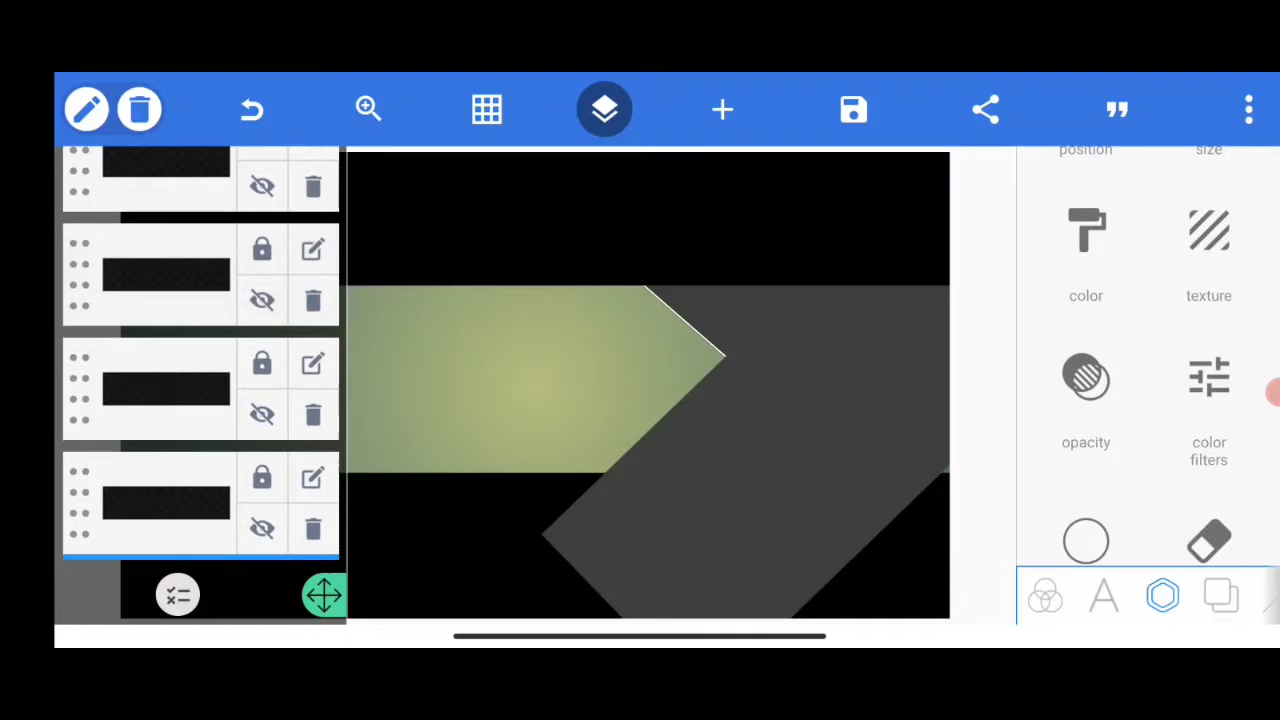 position
size
color
texture
opacity
color
filters